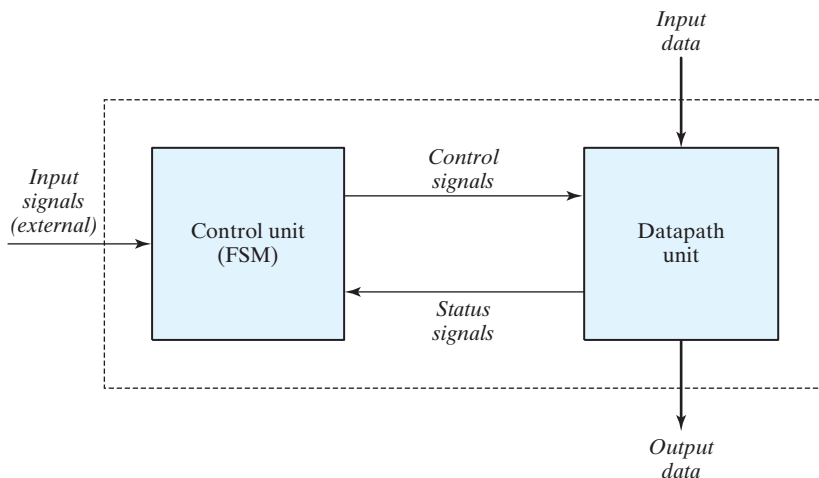 Input
data
Input
signals
(external)
Control unit
(FSM)
Control
signals
Datapath
unit
Status
signals
Output
data